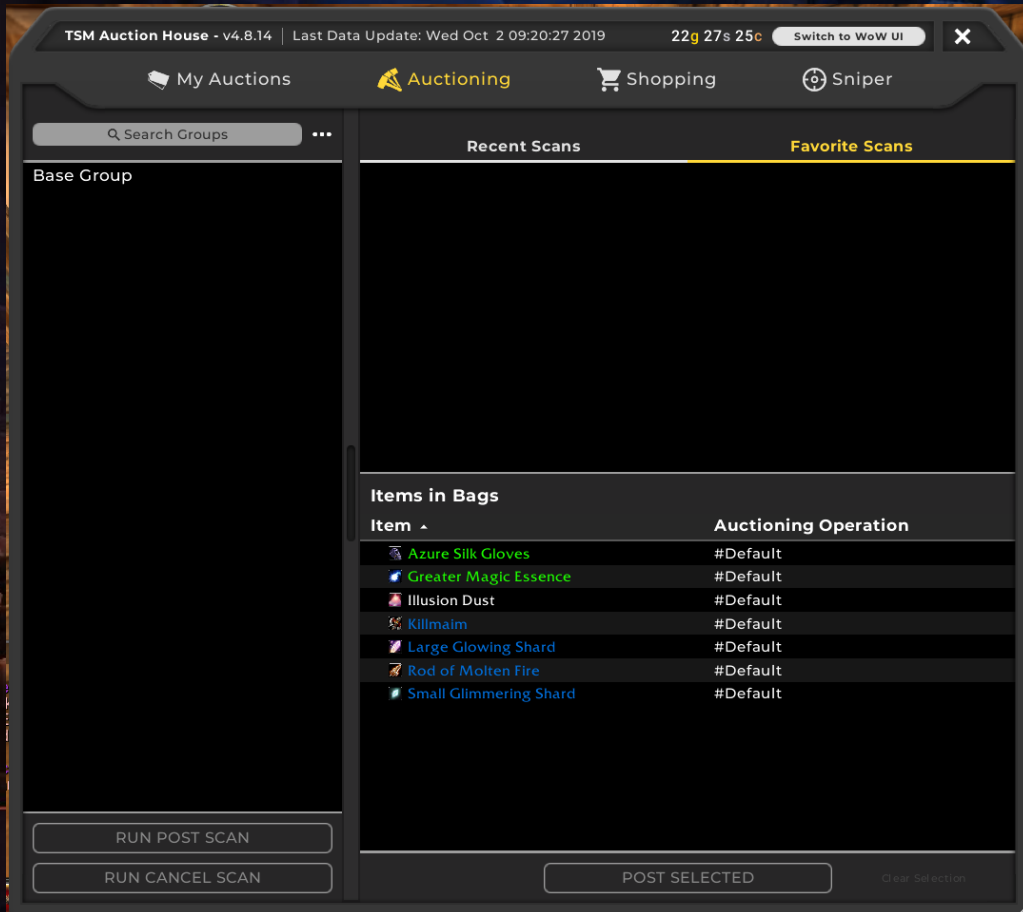 TSM Auction House - v4.8.14 | Last Data Update: Wed Oct 2 09:20:27 2019 22g 27s 25c Switch to WoW UI
My Auctions Auctioning Shopping Sniper
Search Groups
Base Group
RUN POST SCAN
RUN CANCEL SCAN
Recent Scans Favorite Scans
Items in Bags
Item Auctioning Operation
Azure Silk Gloves #Default
Greater Magic Essence #Default
Illusion Dust #Default
Killmaim #Default
Large Glowing Shard #Default
Rod of Molten Fire #Default
Small Glimmering Shard #Default
POST SELECTED Clear Selection